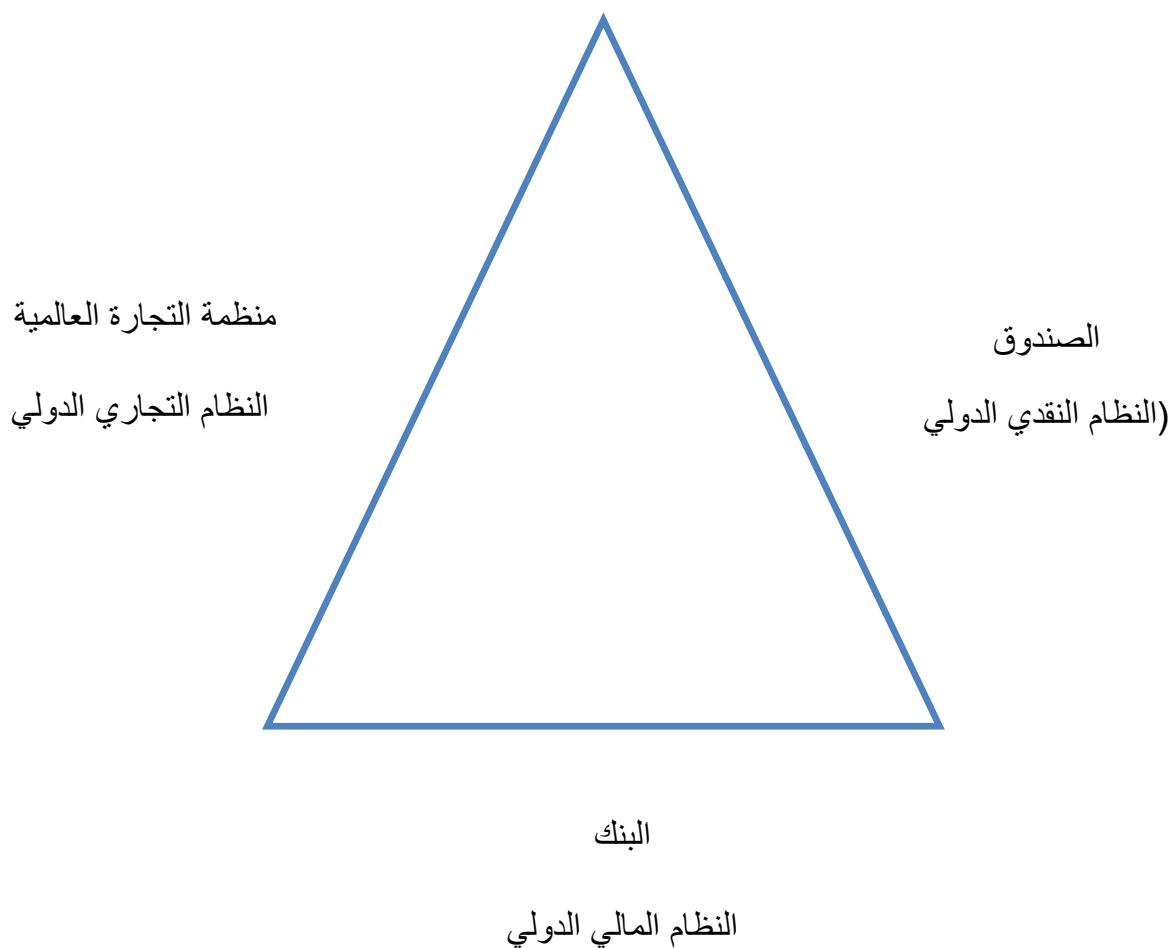 منظمة التجارة العالمية
الصندوق
النظام التجاري الدولي
(النظام النقدي الدولي
البنك
النظام المالي الدولي